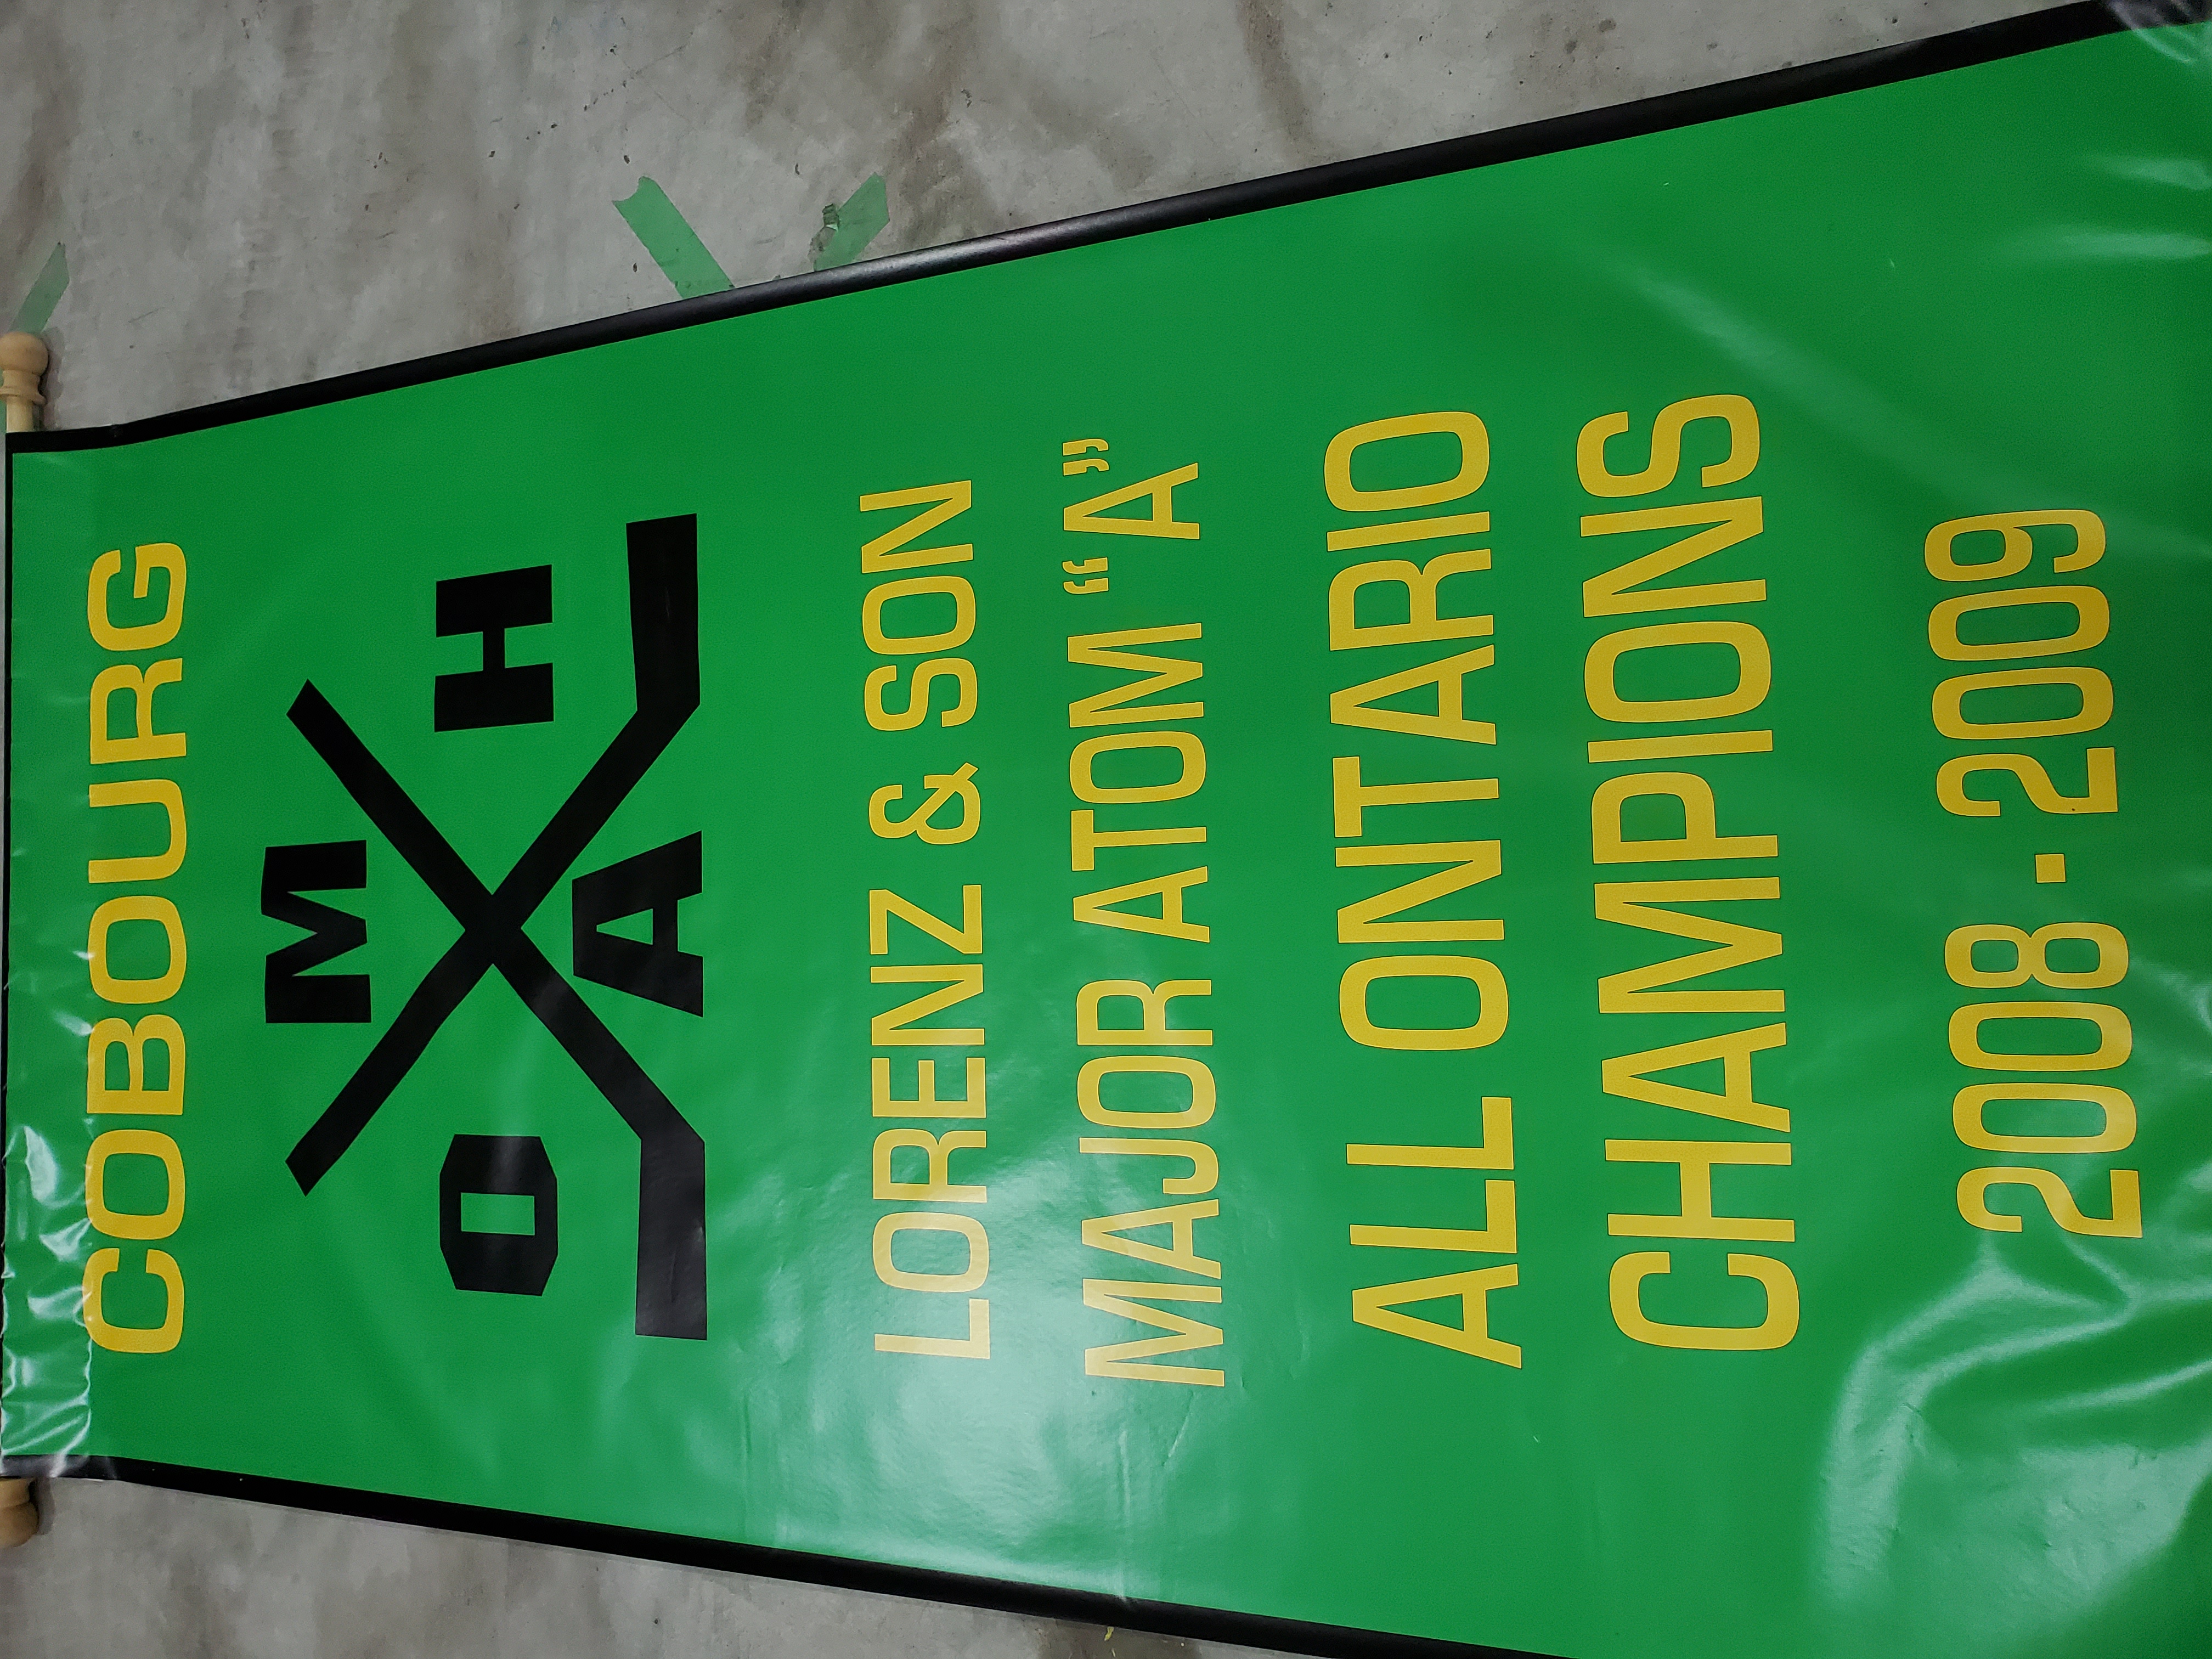 COBOURG
M
O H
A
LORENZ & SON
MAJOR ATOM “A”
ALL ONTARIO
CHAMPIONS
2008 - 2009